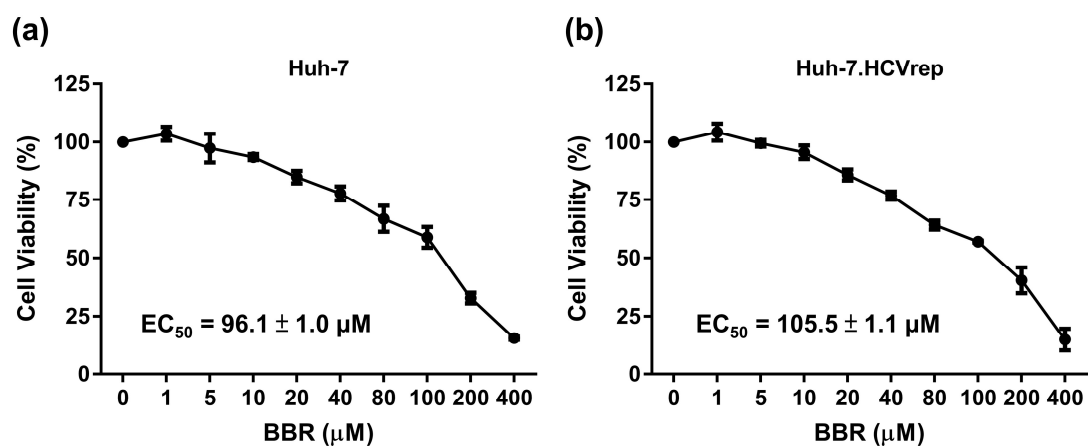 (a)
Huh-7
Cell Viability (%)
125
100
75
50
25
0
EC50 = 96.1 ± 1.0 µM
0 1 5 10 20 40 80 100 200 400
BBR (µM)
(b)
Huh-7.HCVrep
Cell Viability (%)
125
100
75
50
25
0
EC50 = 105.5 ± 1.1 µM
0 1 5 10 20 40 80 100 200 400
BBR (µM)